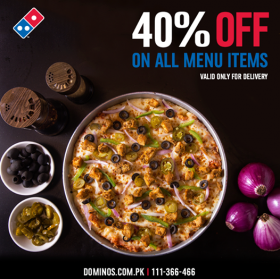 40% OFF
ON ALL MENU ITEMS
VALID ONLY FOR DELIVERY
DOMINOS.COM.PK | 111-366-466